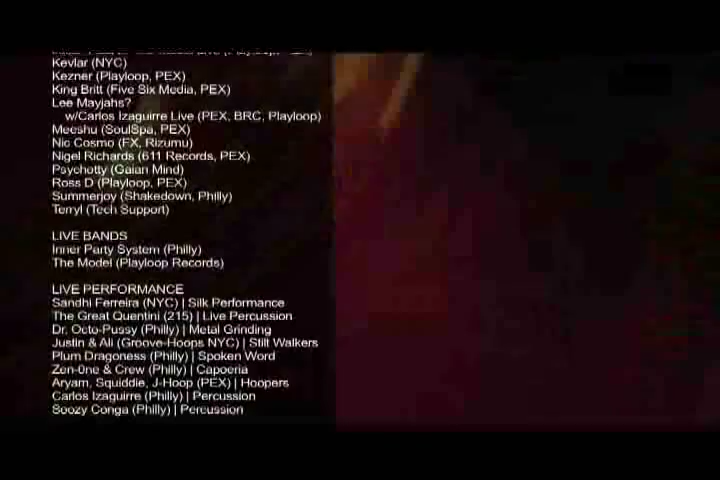 Kevlar (NYC)
Kezner (Playloop, PEX)
King Britt (Five Six Media, PEX)
Lee Mayjahs?
w/Carlos Izaguirre Live (PEX, BRC, Playloop)
Meeshu (SoulSpa, PEX)
Nic Cosmo (FX, Rizumu)
Nigel Richards (611 Records, PEX)
Psychotty (Gaian Mind)
Ross D (Playloop, PEX)
Summerjoy (Shakedown, Philly)
Terryl (Tech Support)
LIVE BANDS
Inner Party System (Philly)
The Model (Playloop Records)
LIVE PERFORMANCE
Sandhi Ferreira (NYC) | Silk Performance
The Great Quentini (215) | Live Percussion
Dr. Octo-Pussy (Philly) | Metal Grinding
Justin & Ali (Groove-Hoops NYC) | Stilt Walkers
Plum Dragoness (Philly) | Spoken Word
Zen-0ne & Crew (Philly) | Capoeria
Aryam, Squiddie, J-Hoop (PEX) | Hoopers
Carlos Izaguirre (Philly) | Percussion
Soozy Conga (Philly) | Percussion